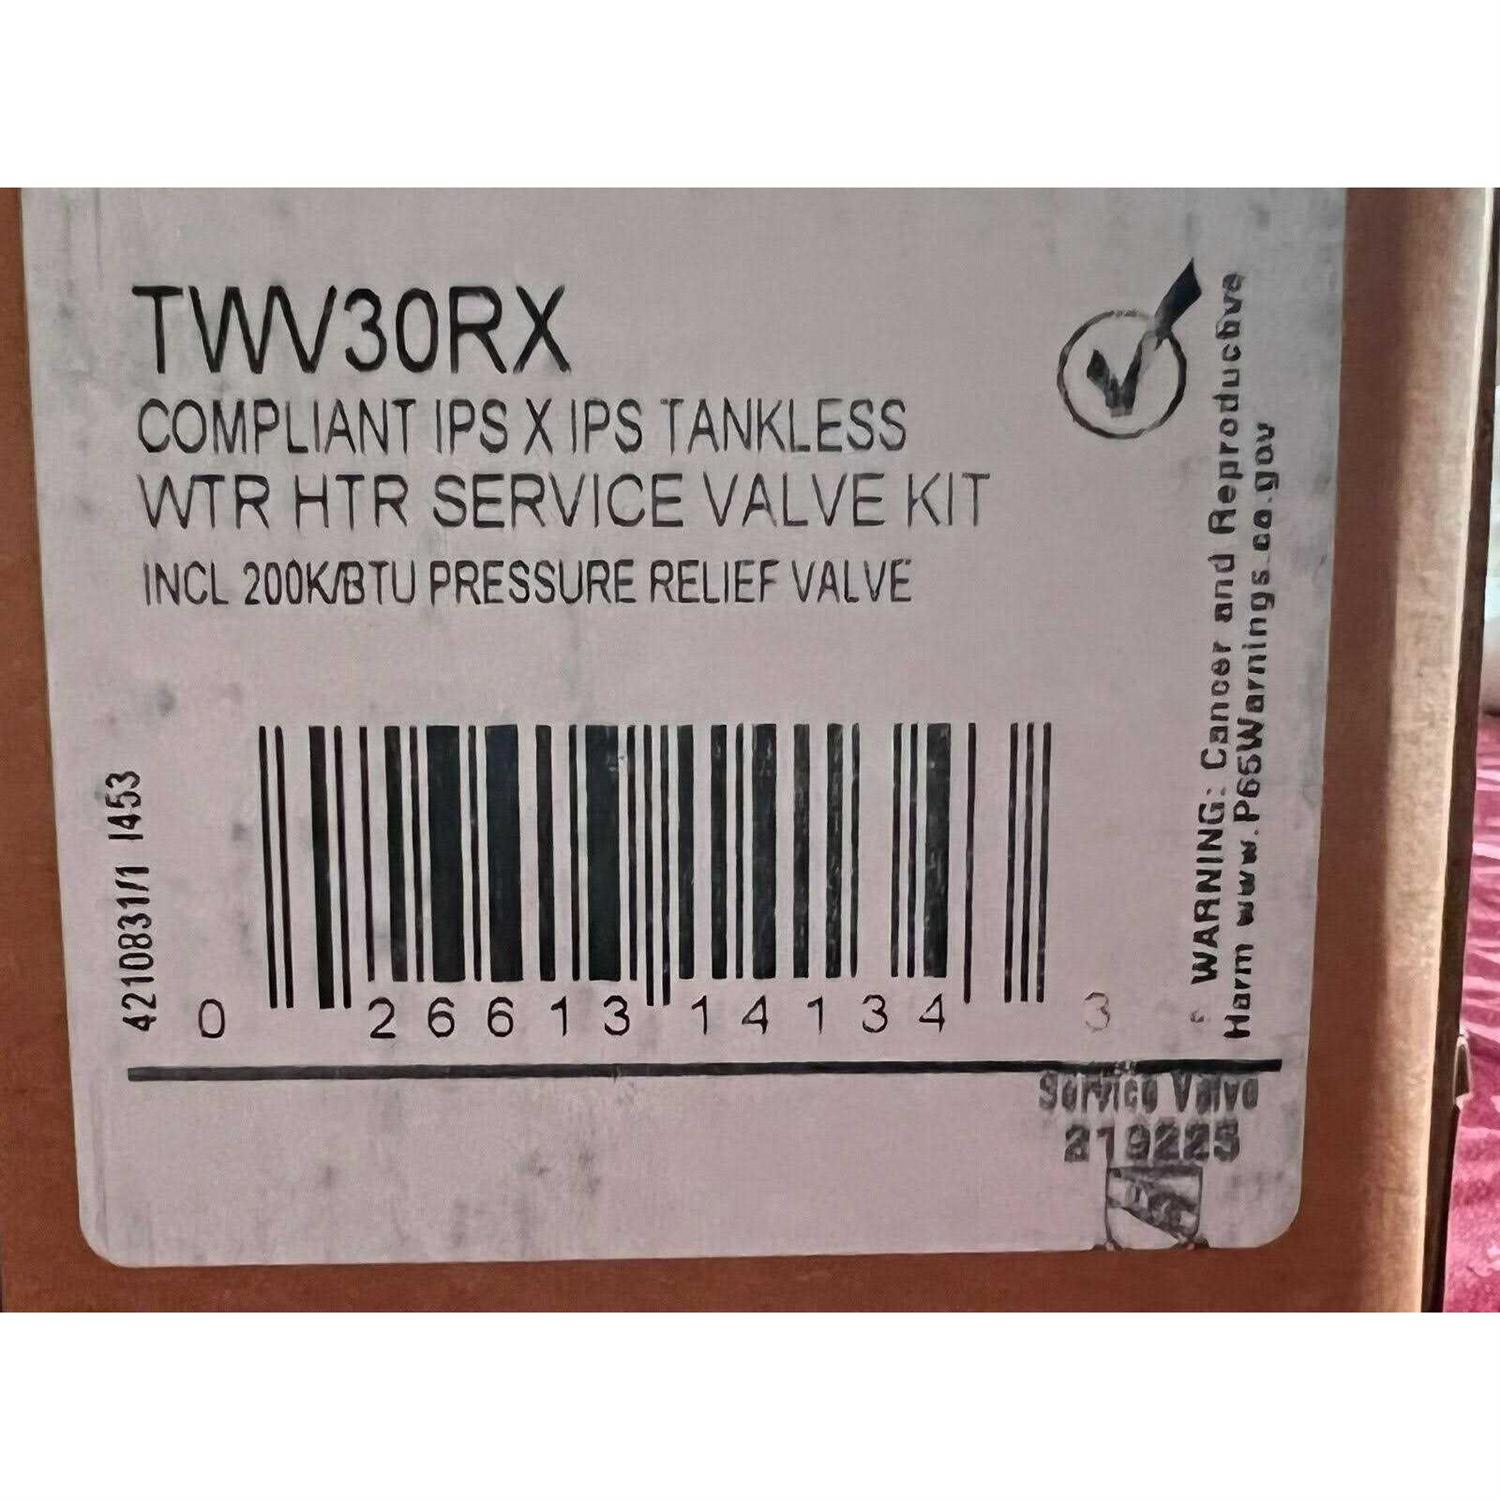 TWV30RX
COMPLIANT IPS X IPS TANKLESS
WTR HTR SERVICE VALVE KIT
INCL 200K/BTU PRESSURE RELIEF VALVE
4210831/1 I453
0 26613 14134 3
WARNING: Cancer and Reproductive
Harm www.P65Warnings.ca.gov
Service Valve
219223